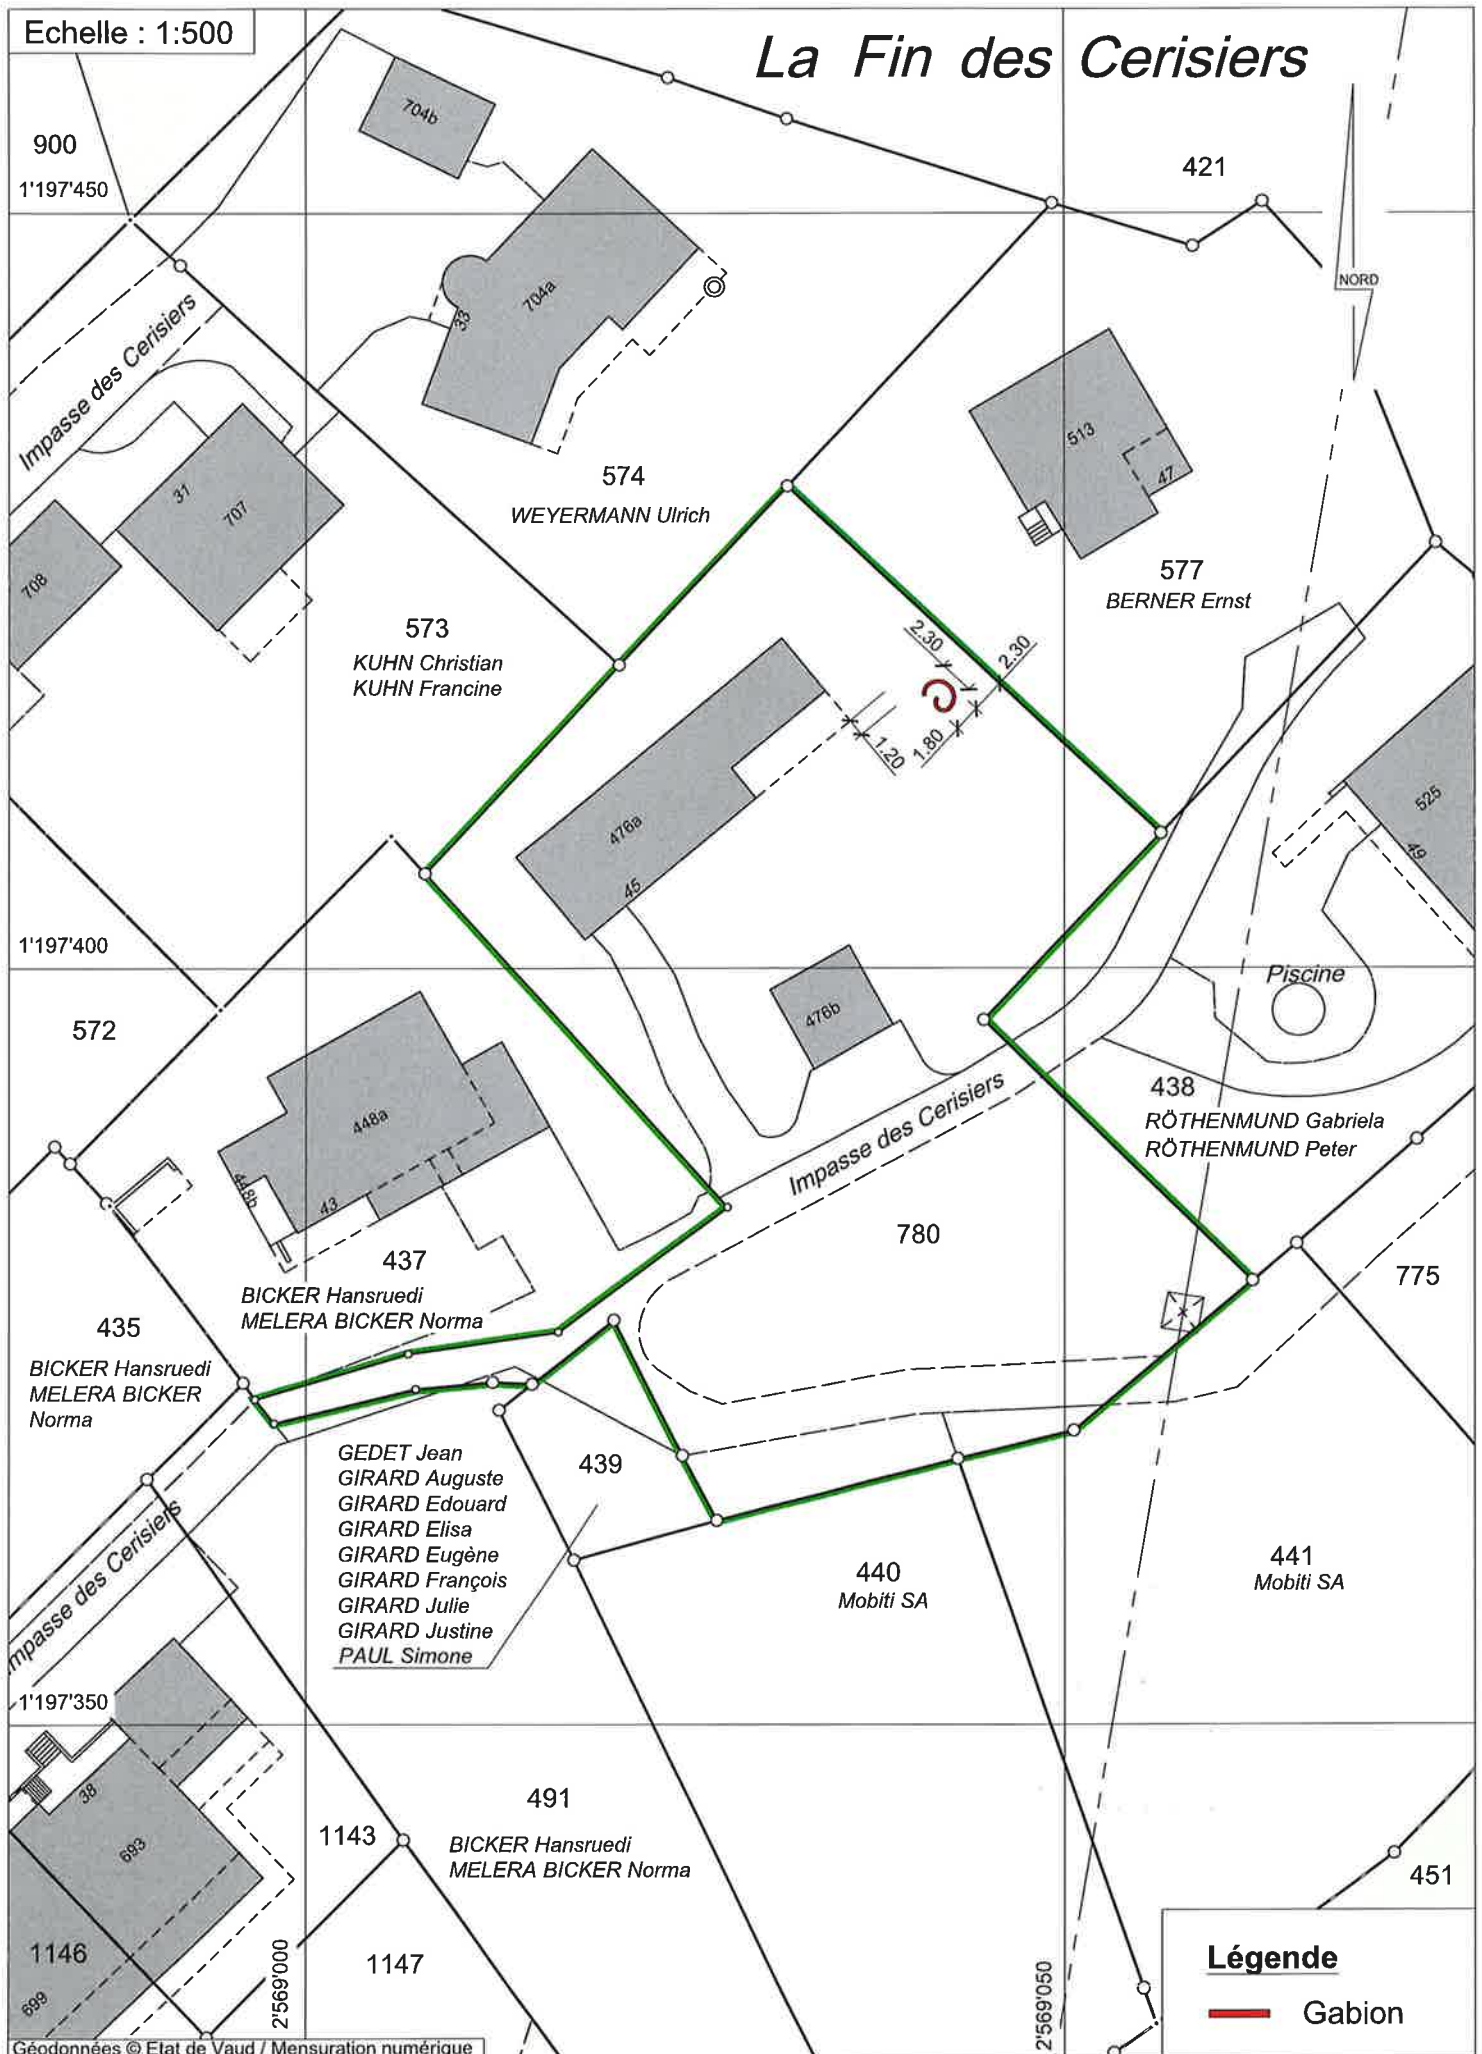 Echelle : 1:500
La Fin des Cerisiers
900
1'197'450
704b
421
NORD
704a
33
Impasse des Cerisiers
574
WEYERMANN Ulrich
513
47
31
707
708
577
BERNER Ernst
573
KUHN Christian
KUHN Francine
2.30
2.30
1.20
1.80
476a
45
525
49
1'197'400
Piscine
572
476b
448a
448b
43
Impasse des Cerisiers
438
RÖTHENMUND Gabriela
RÖTHENMUND Peter
780
775
437
BICKER Hansruedi
MELERA BICKER Norma
435
BICKER Hansruedi
MELERA BICKER
Norma
GEDET Jean
GIRARD Auguste
GIRARD Edouard
GIRARD Elisa
GIRARD Eugène
GIRARD François
GIRARD Julie
GIRARD Justine
PAUL Simone
439
440
Mobiti SA
441
Mobiti SA
mpasse des Cerisiers
1'197'350
38
693
491
BICKER Hansruedi
MELERA BICKER Norma
1143
451
1146
699
2'569'000
1147
2'569'050
Légende
Gabion
Géodonnées © Etat de Vaud / Mensuration numérique